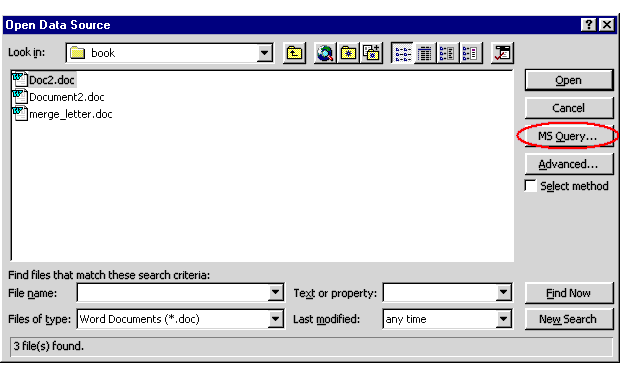 Open Data Source
Look in: book
Doc2.doc
Document2.doc
merge_letter.doc
Open
Cancel
MS Query...
Advanced...
Select method
Find files that match these search criteria:
File name: Text or property: Find Now
Files of type: Word Documents (*.doc) Last modified: any time New Search
3 file(s) found.